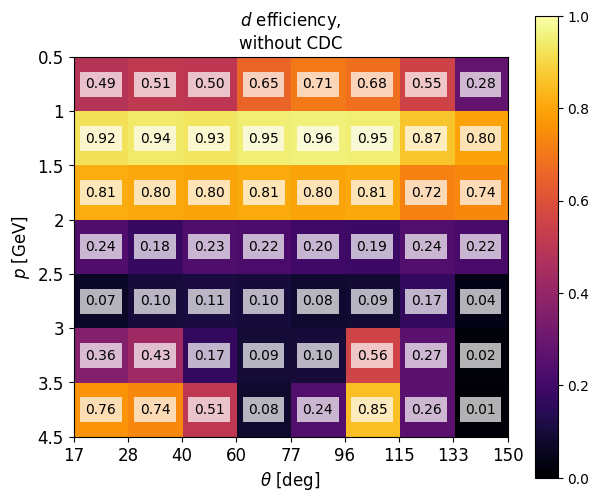 d efficiency,
without CDC
1.0
0.5
0.49 0.51 0.50 0.65 0.71 0.68 0.55 0.28
1
0.92 0.94 0.93 0.95 0.96 0.95 0.87 0.80
0.8
1.5
0.81 0.80 0.80 0.81 0.80 0.81 0.72 0.74
2
0.6
0.24 0.18 0.23 0.22 0.20 0.19 0.24 0.22
p [GeV]
2.5
0.07 0.10 0.11 0.10 0.08 0.09 0.17 0.04
0.4
3
0.36 0.43 0.17 0.09 0.10 0.56 0.27 0.02
3.5
0.2
0.76 0.74 0.51 0.08 0.24 0.85 0.26 0.01
4.5
17 28 40 60 77 96 115 133 150
0.0
θ [deg]